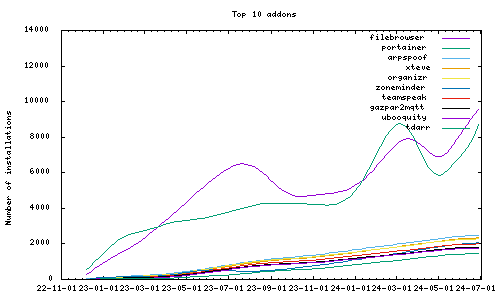 Top 10 addons
Number of installations
14000
12000
10000
8000
6000
4000
2000
0
filebrowser
portainer
arpspoof
xteve
organizr
zoneminder
teamspeak
gazpar2mqtt
ubooquity
tdarr
22-11-01 23-01-01 23-03-01 23-05-01 23-07-01 23-09-01 23-11-01 24-01-01 24-03-01 24-05-01 24-07-01